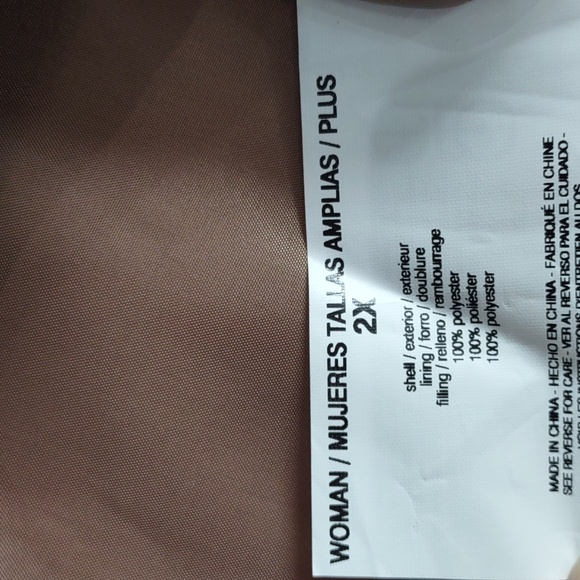 WOMAN / MUJERES TALLAS AMPLIAS / PLUS
2X
shell / exterior / exterieur
lining / forro / doublure
filling / relleno / rembourrage
100% polyester
100% poliéster
100% polyester
MADE IN CHINA - HECHO EN CHINA - FABRIQUÉ EN CHINE
SEE REVERSE FOR CARE - VER AL REVERSO PARA EL CUIDADO -